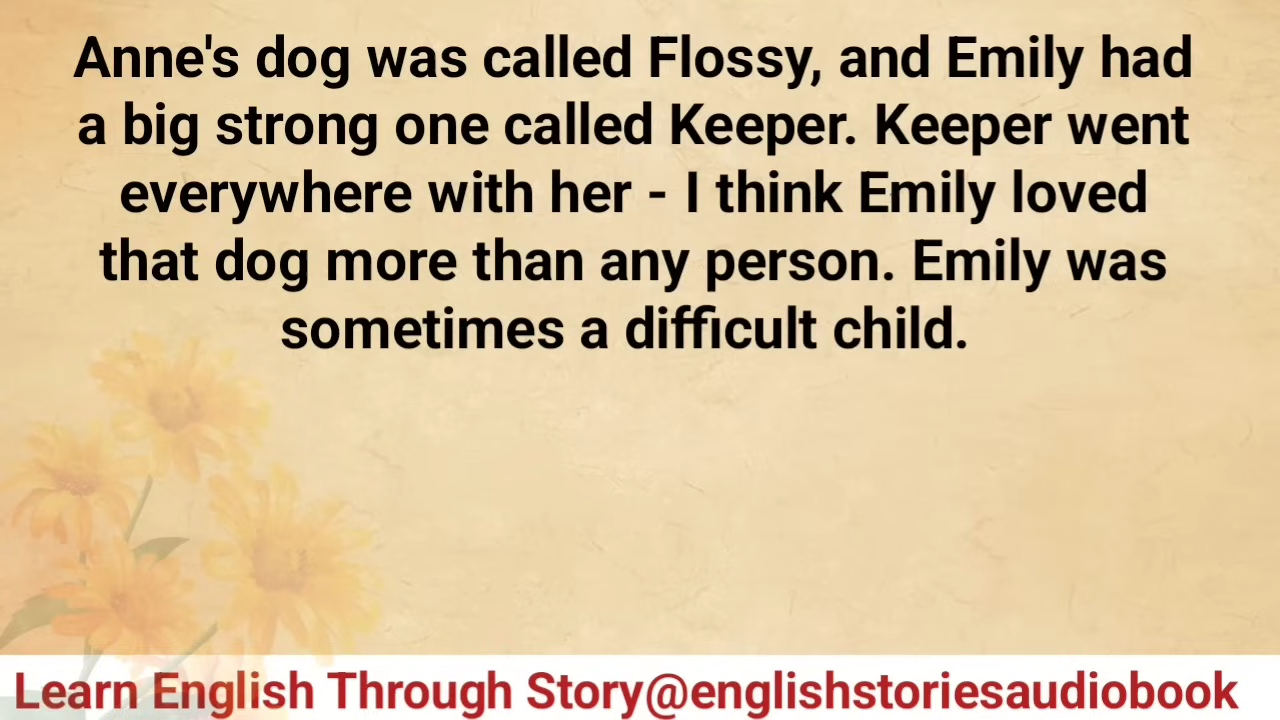 Anne's dog was called Flossy, and Emily had
a big strong one called Keeper. Keeper went
everywhere with her - I think Emily loved
that dog more than any person. Emily was
sometimes a difficult child.
Learn English Through Story@englishstoriesaudiobook